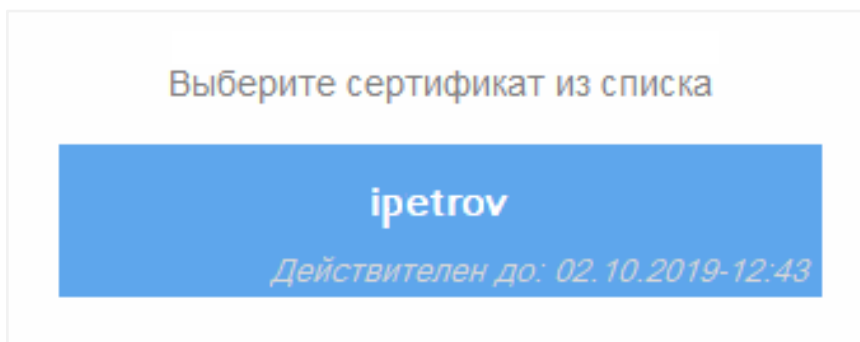 Выберите сертификат из списка
ipetrov
Действителен до: 02.10.2019-12:43